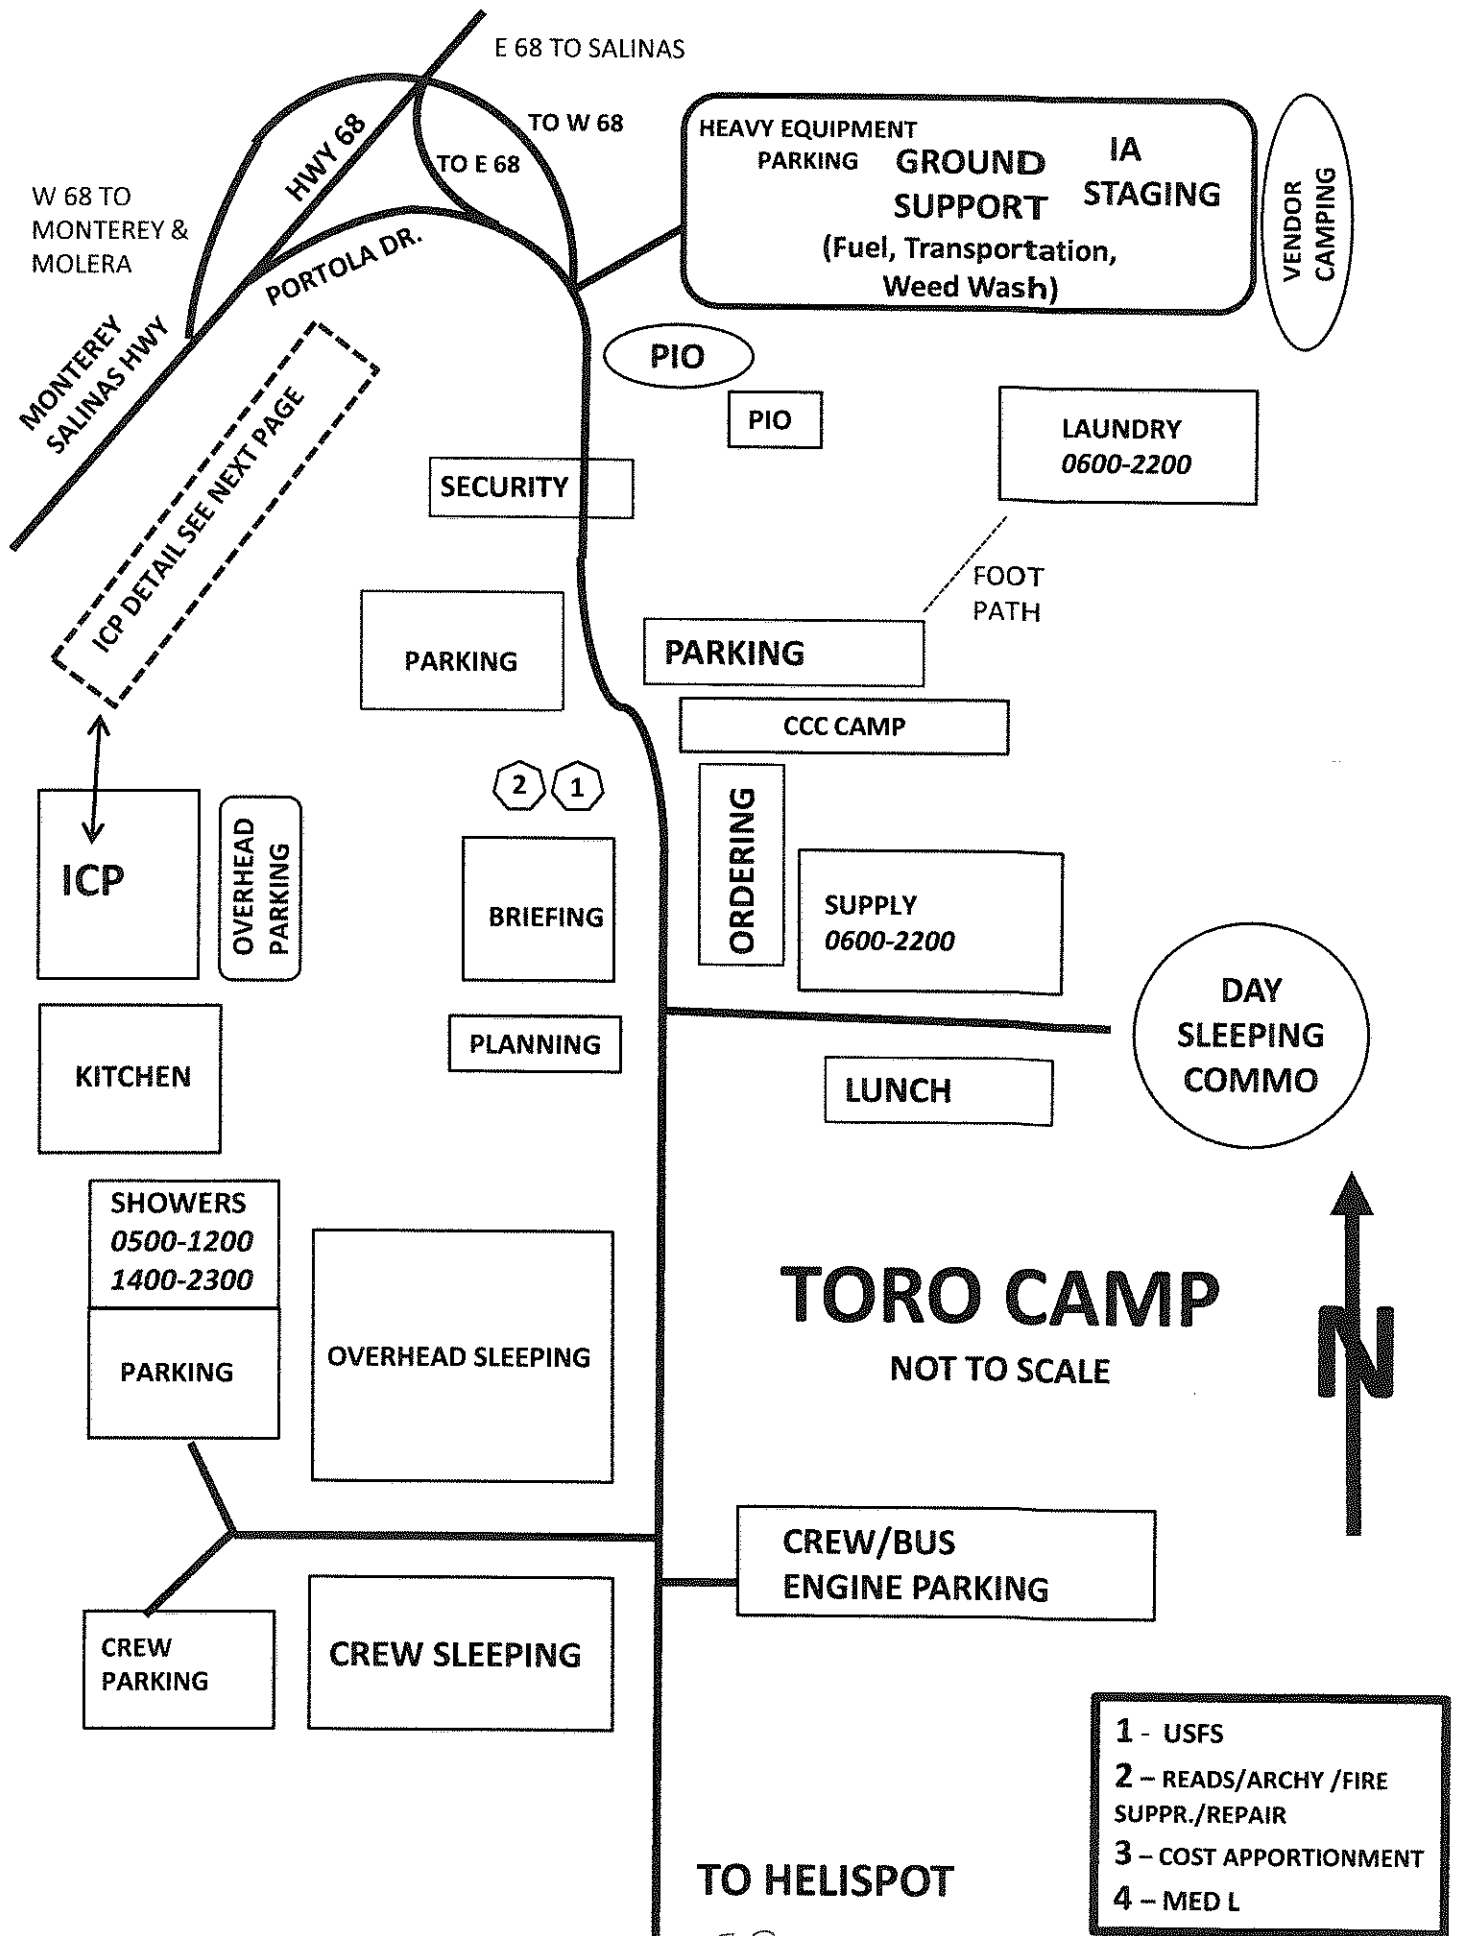 E 68 TO SALINAS
TO W 68
HWY 68
TO E 68
W 68 TO
MONTEREY &
MOLERA
PORTOLA DR.
MONTEREY
SALINAS HWY
HEAVY EQUIPMENT
PARKING
GROUND
SUPPORT
(Fuel, Transportation,
Weed Wash)
IA
STAGING
VENDOR
CAMPING
PIO
PIO
LAUNDRY
0600-2200
SECURITY
ICP DETAIL SEE NEXT PAGE
FOOT
PATH
PARKING
PARKING
CCC CAMP
2
1
ICP
OVERHEAD
PARKING
BRIEFING
ORDERING
SUPPLY
0600-2200
DAY
SLEEPING
COMMO
KITCHEN
PLANNING
LUNCH
SHOWERS
0500-1200
1400-2300
PARKING
OVERHEAD SLEEPING
TORO CAMP
NOT TO SCALE
N
CREW/BUS
ENGINE PARKING
CREW
PARKING
CREW SLEEPING
1 - USFS
2 – READS/ARCHY /FIRE
SUPPR./REPAIR
3 – COST APPORTIONMENT
4 – MED L
TO HELISPOT